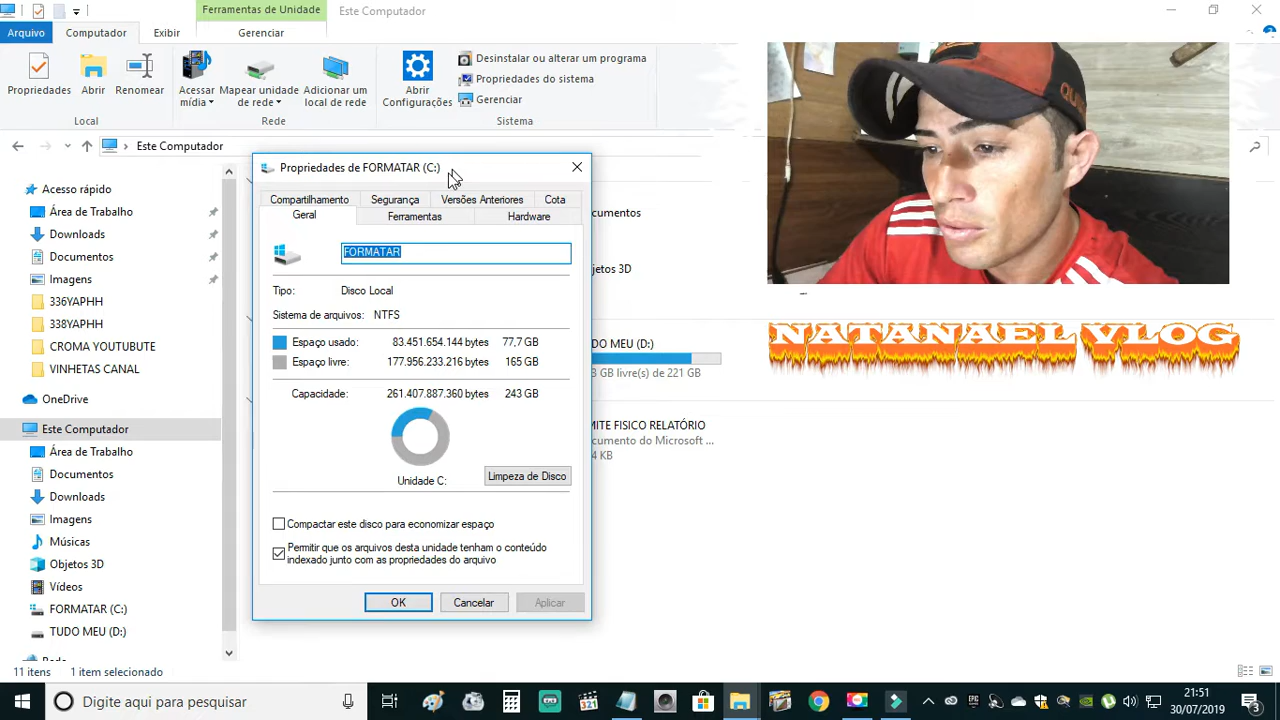 Ferramentas de Unidade
Este Computador
Arquivo
Computador
Exibir
Gerenciar
Propriedades
Abrir
Renomear
Acessar mídia
Mapear unidade de rede
Adicionar um local de rede
Abrir Configurações
Desinstalar ou alterar um programa
Propriedades do sistema
Gerenciar
Local
Rede
Sistema
Este Computador
Acesso rápido
Área de Trabalho
Downloads
Documentos
Imagens
336YAPHH
338YAPHH
CROMA YOUTUBUTE
VINHETAS CANAL
OneDrive
Este Computador
Área de Trabalho
Documentos
Downloads
Imagens
Músicas
Objetos 3D
Vídeos
FORMATAR (C:)
TUDO MEU (D:)
Propriedades de FORMATAR (C:)
Compartilhamento
Segurança
Versões Anteriores
Cota
Geral
Ferramentas
Hardware
FORMATAR
Tipo: Disco Local
Sistema de arquivos: NTFS
Espaço usado: 83.451.654.144 bytes 77,7 GB
Espaço livre: 177.956.233.216 bytes 165 GB
Capacidade: 261.407.887.360 bytes 243 GB
Unidade C:
Limpeza de Disco
Compactar este disco para economizar espaço
Permitir que os arquivos desta unidade tenham o conteúdo
indexado junto com as propriedades do arquivo
OK
Cancelar
Aplicar
cumentos
bjetos 3D
DO MEU (D:)
GB livre(s) de 221 GB
MITE FISICO RELATÓRIO
cumento do Microsoft ...
KB
NATANAEL VLOG
11 itens
1 item selecionado
Digite aqui para pesquisar
21:51
30/07/2019